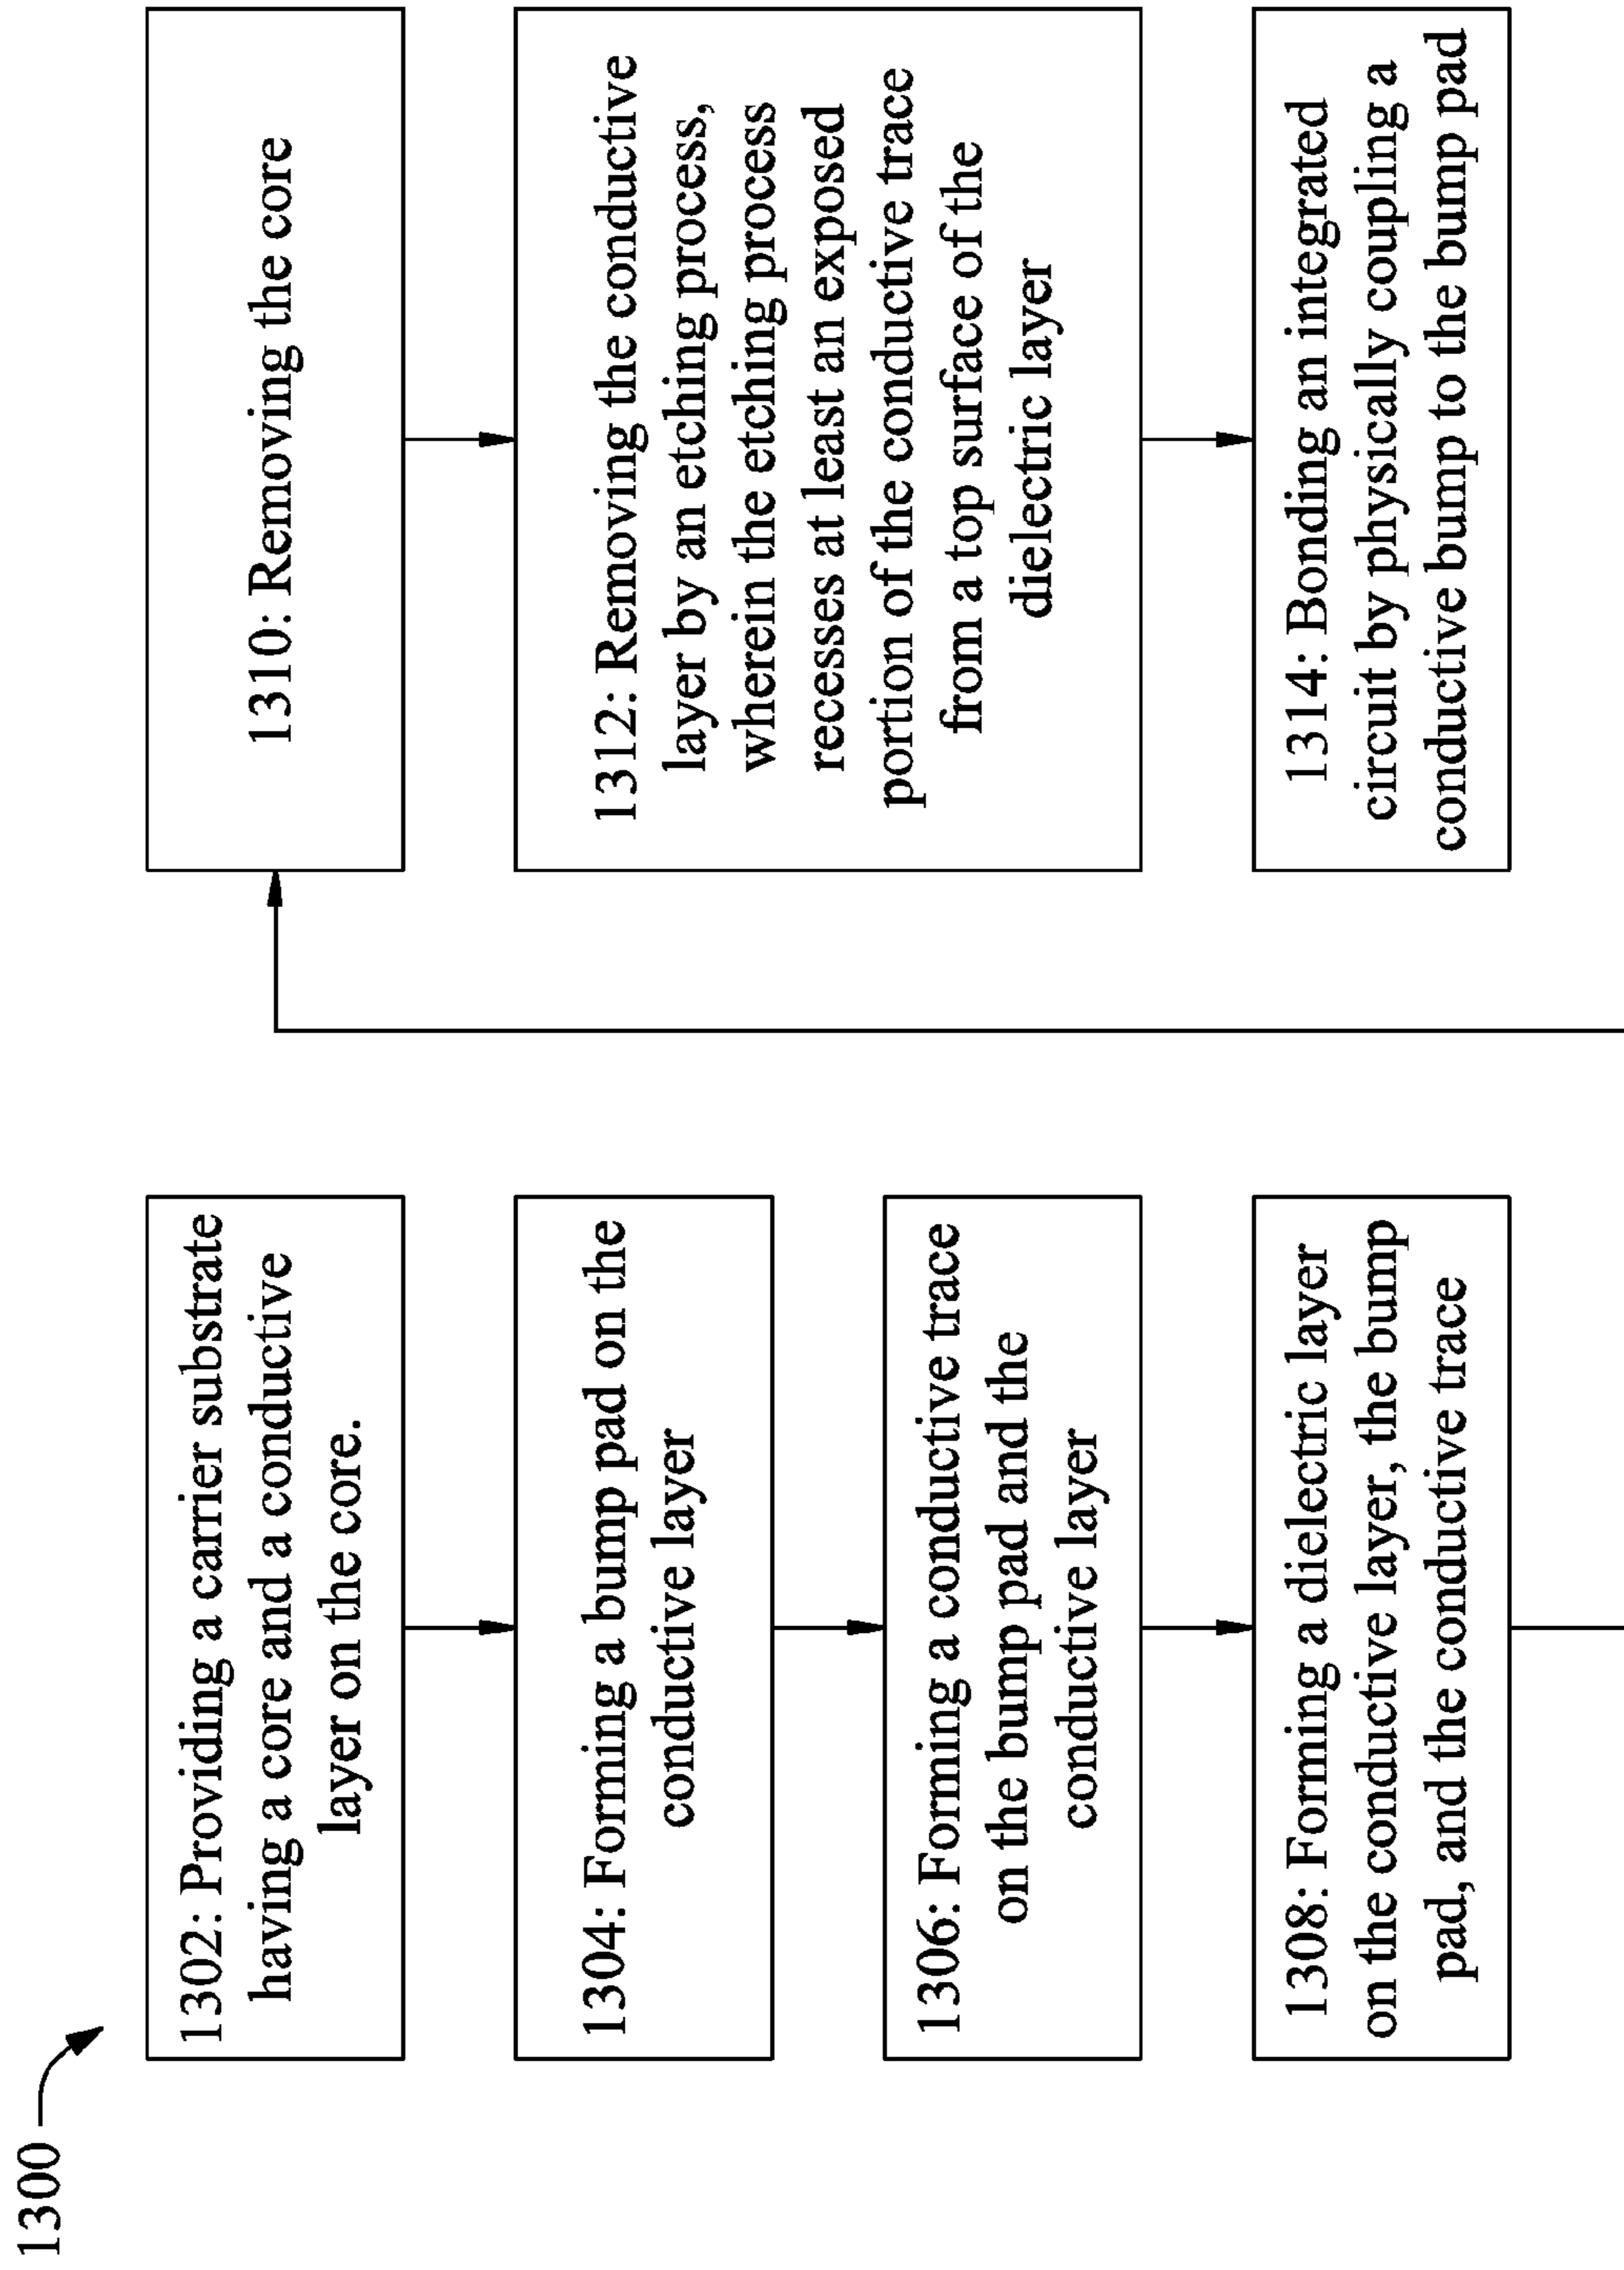 1300
1302: Providing a carrier substrate
having a core and a conductive
layer on the core.
1304: Forming a bump pad on the
conductive layer
1306: Forming a conductive trace
on the bump pad and the
conductive layer
1308: Forming a dielectric layer
on the conductive layer, the bump
pad, and the conductive trace
1310: Removing the core
1312: Removing the conductive
layer by an etching process,
wherein the etching process
recesses at least an exposed
portion of the conductive trace
from a top surface of the
dielectric layer
1314: Bonding an integrated
circuit by physically coupling a
conductive bump to the bump pad